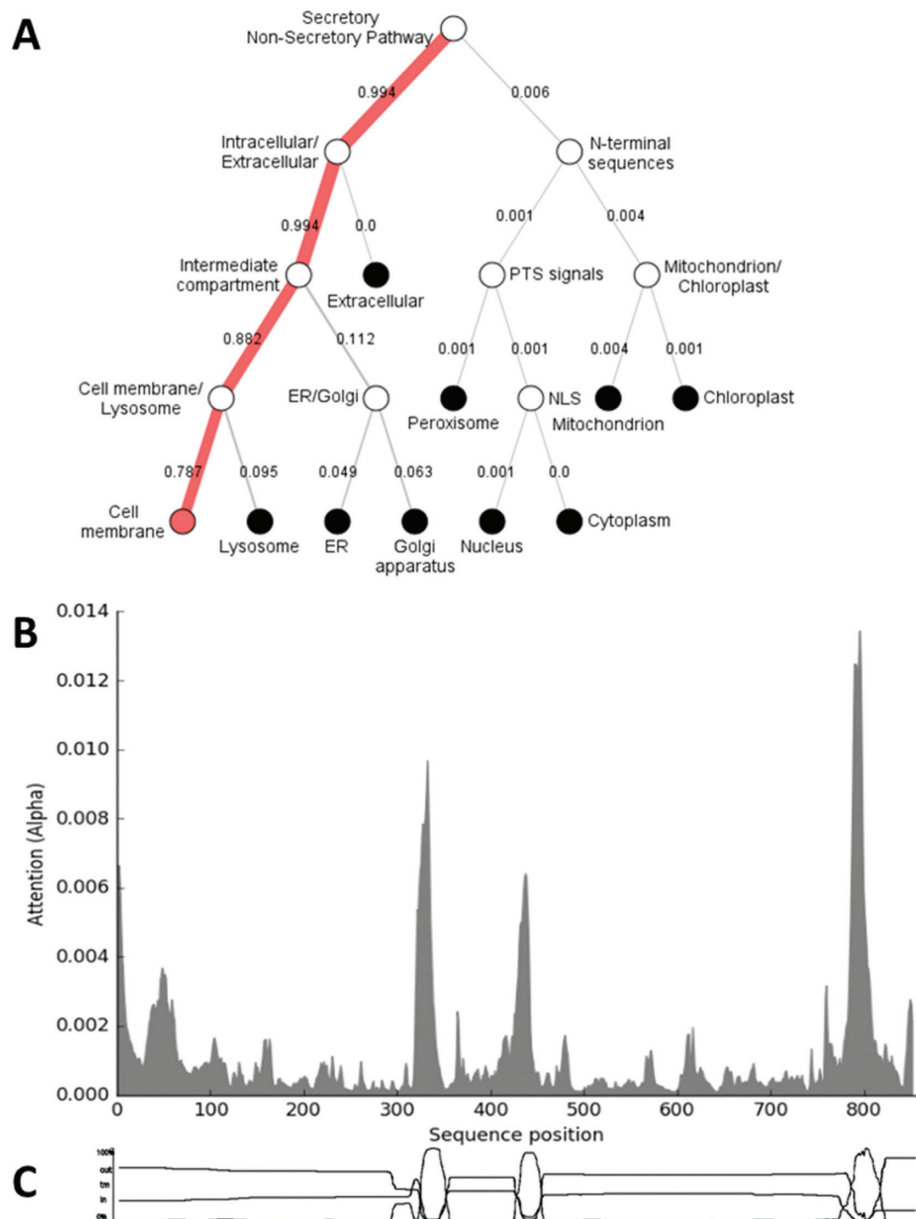 A
Secretory
Non-Secretory Pathway
0.994
0.006
Intracellular/
Extracellular
N-terminal
sequences
0.994
0.0
0.001
0.004
Intermediate
compartment
Extracellular
PTS signals
Mitochondrion/
Chloroplast
0.882
0.112
0.001
0.001
0.004
0.001
Cell membrane/
Lysosome
ER/Golgi
Peroxisome
NLS
Mitochondrion
Chloroplast
0.787
0.095
0.049
0.063
0.001
0.0
Cell
membrane
Lysosome
ER
Golgi
apparatus
Nucleus
Cytoplasm
B
0.014
0.012
0.010
0.008
0.006
0.004
0.002
0.000
Attention (Alpha)
0 100 200 300 400 500 600 700 800
Sequence position
C
100%
out
tm
in
0%